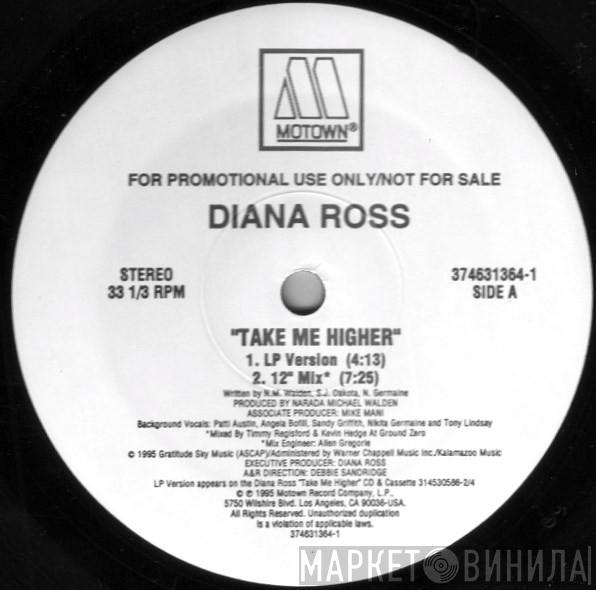 MOTOWN®
FOR PROMOTIONAL USE ONLY/NOT FOR SALE
DIANA ROSS
STEREO
33 1/3 RPM
374631364-1
SIDE A
"TAKE ME HIGHER"
1. LP Version (4:13)
2. 12" Mix* (7:25)
Written by N.M. Walden, S.J. Dakota, N. Germaine
PRODUCED BY NARADA MICHAEL WALDEN
ASSOCIATE PRODUCER: MIKE MANI
Background Vocals: Patti Austin, Angela Bofill, Sandy Griffith, Nikita Germaine and Tony Lindsay
*Mixed By Timmy Regisford & Kevin Hedge At Ground Zero
*Mix Engineer: Allen Gregorie
© 1995 Gratitude Sky Music (ASCAP)/Administered by Warner Chappell Music Inc./Kalamazoo Music
EXECUTIVE PRODUCER: DIANA ROSS
A&R DIRECTION: DEBBIE SANDRIDGE
LP Version appears on the Diana Ross "Take Me Higher" CD & Cassette 314530586-2/4
© ℗ 1995 Motown Record Company, L.P.,
5750 Wilshire Blvd. Los Angeles, CA 90036-USA.
All Rights Reserved. Unauthorized duplication
is a violation of applicable laws.
374631364-1
МАРКЕТ ВИНИЛА